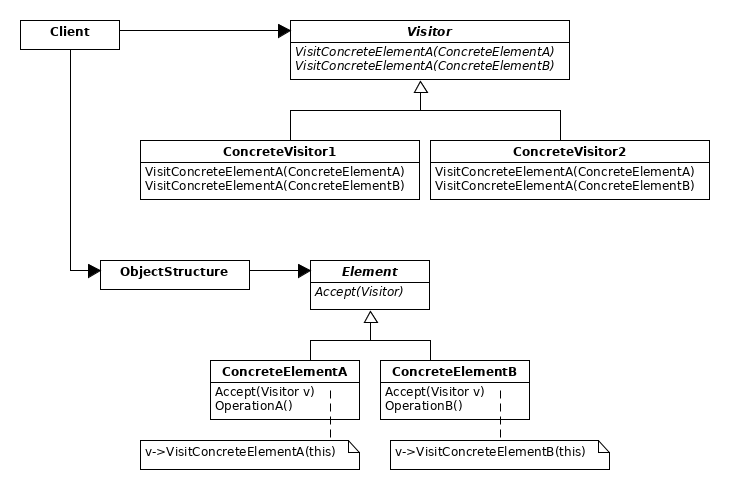 Client
Visitor
VisitConcreteElementA(ConcreteElementA)
VisitConcreteElementA(ConcreteElementB)
ConcreteVisitor1
VisitConcreteElementA(ConcreteElementA)
VisitConcreteElementA(ConcreteElementB)
ConcreteVisitor2
VisitConcreteElementA(ConcreteElementA)
VisitConcreteElementA(ConcreteElementB)
ObjectStructure
Element
Accept(Visitor)
ConcreteElementA
Accept(Visitor v)
OperationA()
ConcreteElementB
Accept(Visitor v)
OperationB()
v->VisitConcreteElementA(this)
v->VisitConcreteElementB(this)